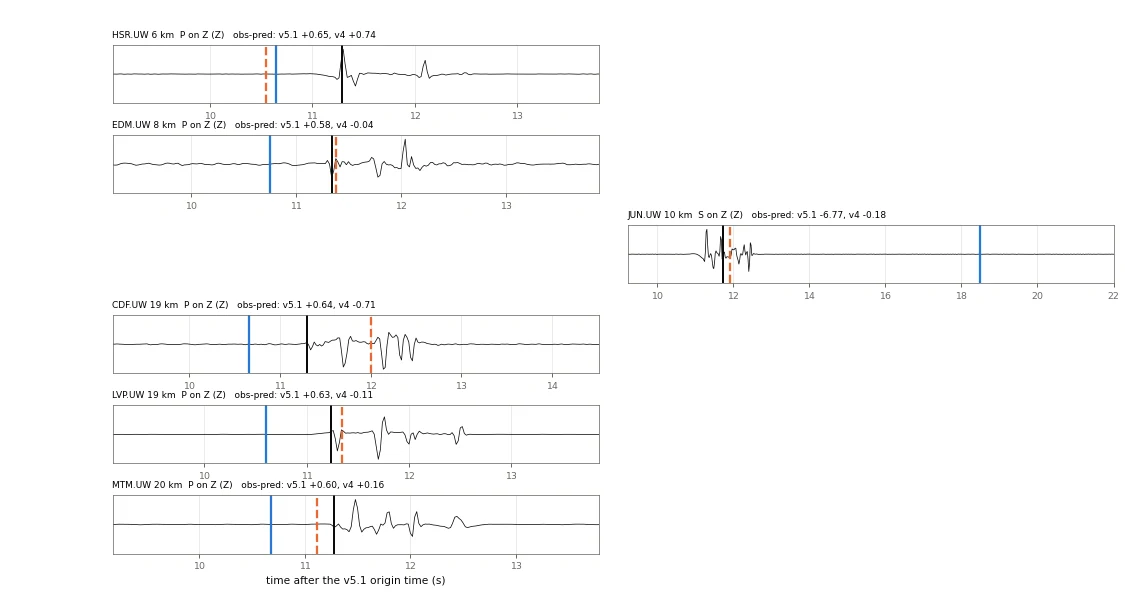 HSR.UW 6 km  P on Z (Z)   obs-pred: v5.1 +0.65, v4 +0.74
10 11 12 13
EDM.UW 8 km  P on Z (Z)   obs-pred: v5.1 +0.58, v4 -0.04
10 11 12 13
JUN.UW 10 km  S on Z (Z)   obs-pred: v5.1 -6.77, v4 -0.18
10 12 14 16 18 20 22
CDF.UW 19 km  P on Z (Z)   obs-pred: v5.1 +0.64, v4 -0.71
10 11 12 13 14
LVP.UW 19 km  P on Z (Z)   obs-pred: v5.1 +0.63, v4 -0.11
10 11 12 13
MTM.UW 20 km  P on Z (Z)   obs-pred: v5.1 +0.60, v4 +0.16
10 11 12 13
time after the v5.1 origin time (s)